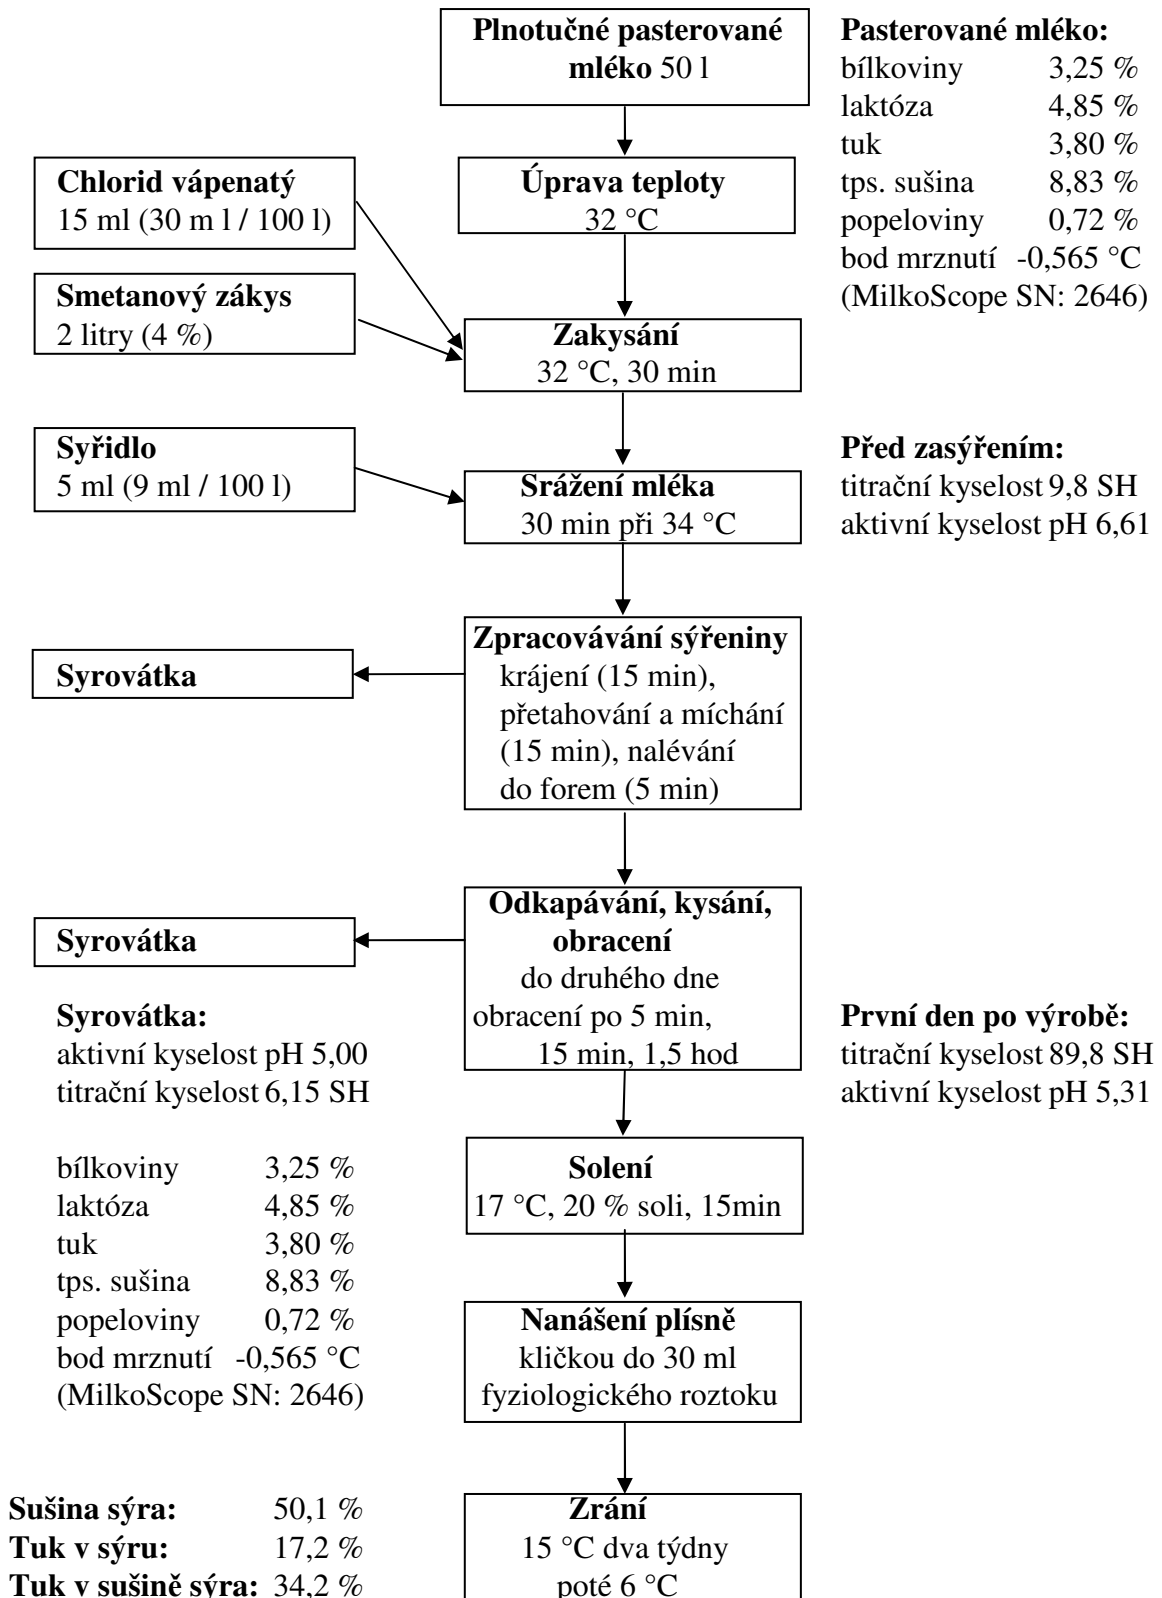 Plnotučné pasterované
mléko 50 l
Pasterované mléko:
bílkoviny 3,25 %
laktóza 4,85 %
tuk 3,80 %
tps. sušina 8,83 %
popeloviny 0,72 %
bod mrznutí -0,565 °C
(MilkoScope SN: 2646)
Chlorid vápenatý
15 ml (30 m l / 100 l)
Úprava teploty
32 °C
Smetanový zákys
2 litry (4 %)
Zakysání
32 °C, 30 min
Syřidlo
5 ml (9 ml / 100 l)
Srážení mléka
30 min při 34 °C
Před zasýřením:
titrační kyselost 9,8 SH
aktivní kyselost pH 6,61
Zpracovávání sýřeniny
krájení (15 min),
přetahování a míchání
(15 min), nalévání
do forem (5 min)
Syrovátka
Odkapávání, kysání,
obracení
do druhého dne
obracení po 5 min,
15 min, 1,5 hod
Syrovátka
Syrovátka:
aktivní kyselost pH 5,00
titrační kyselost 6,15 SH
První den po výrobě:
titrační kyselost 89,8 SH
aktivní kyselost pH 5,31
bílkoviny 3,25 %
laktóza 4,85 %
tuk 3,80 %
tps. sušina 8,83 %
popeloviny 0,72 %
bod mrznutí -0,565 °C
(MilkoScope SN: 2646)
Solení
17 °C, 20 % soli, 15min
Nanášení plísně
kličkou do 30 ml
fyziologického roztoku
Sušina sýra: 50,1 %
Tuk v sýru: 17,2 %
Tuk v sušině sýra: 34,2 %
Zrání
15 °C dva týdny
poté 6 °C